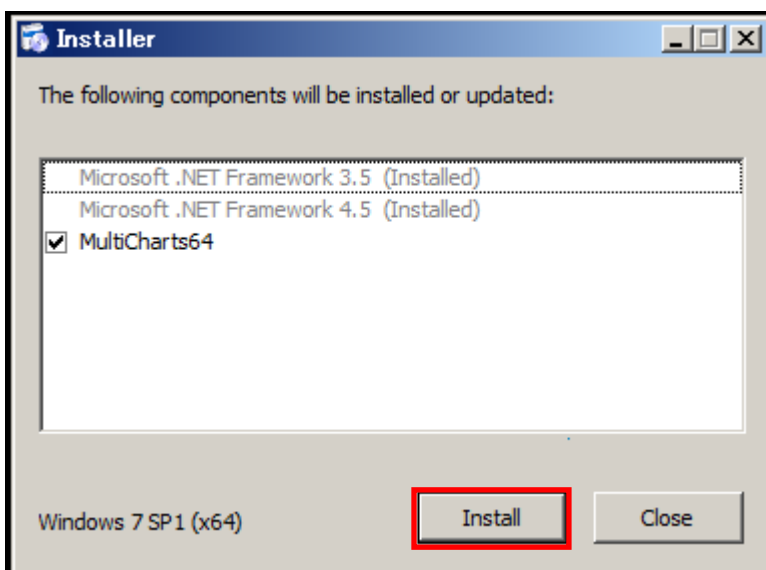 Installer
The following components will be installed or updated:
Microsoft .NET Framework 3.5 (Installed)
Microsoft .NET Framework 4.5 (Installed)
MultiCharts64
Windows 7 SP1 (x64)
Install
Close